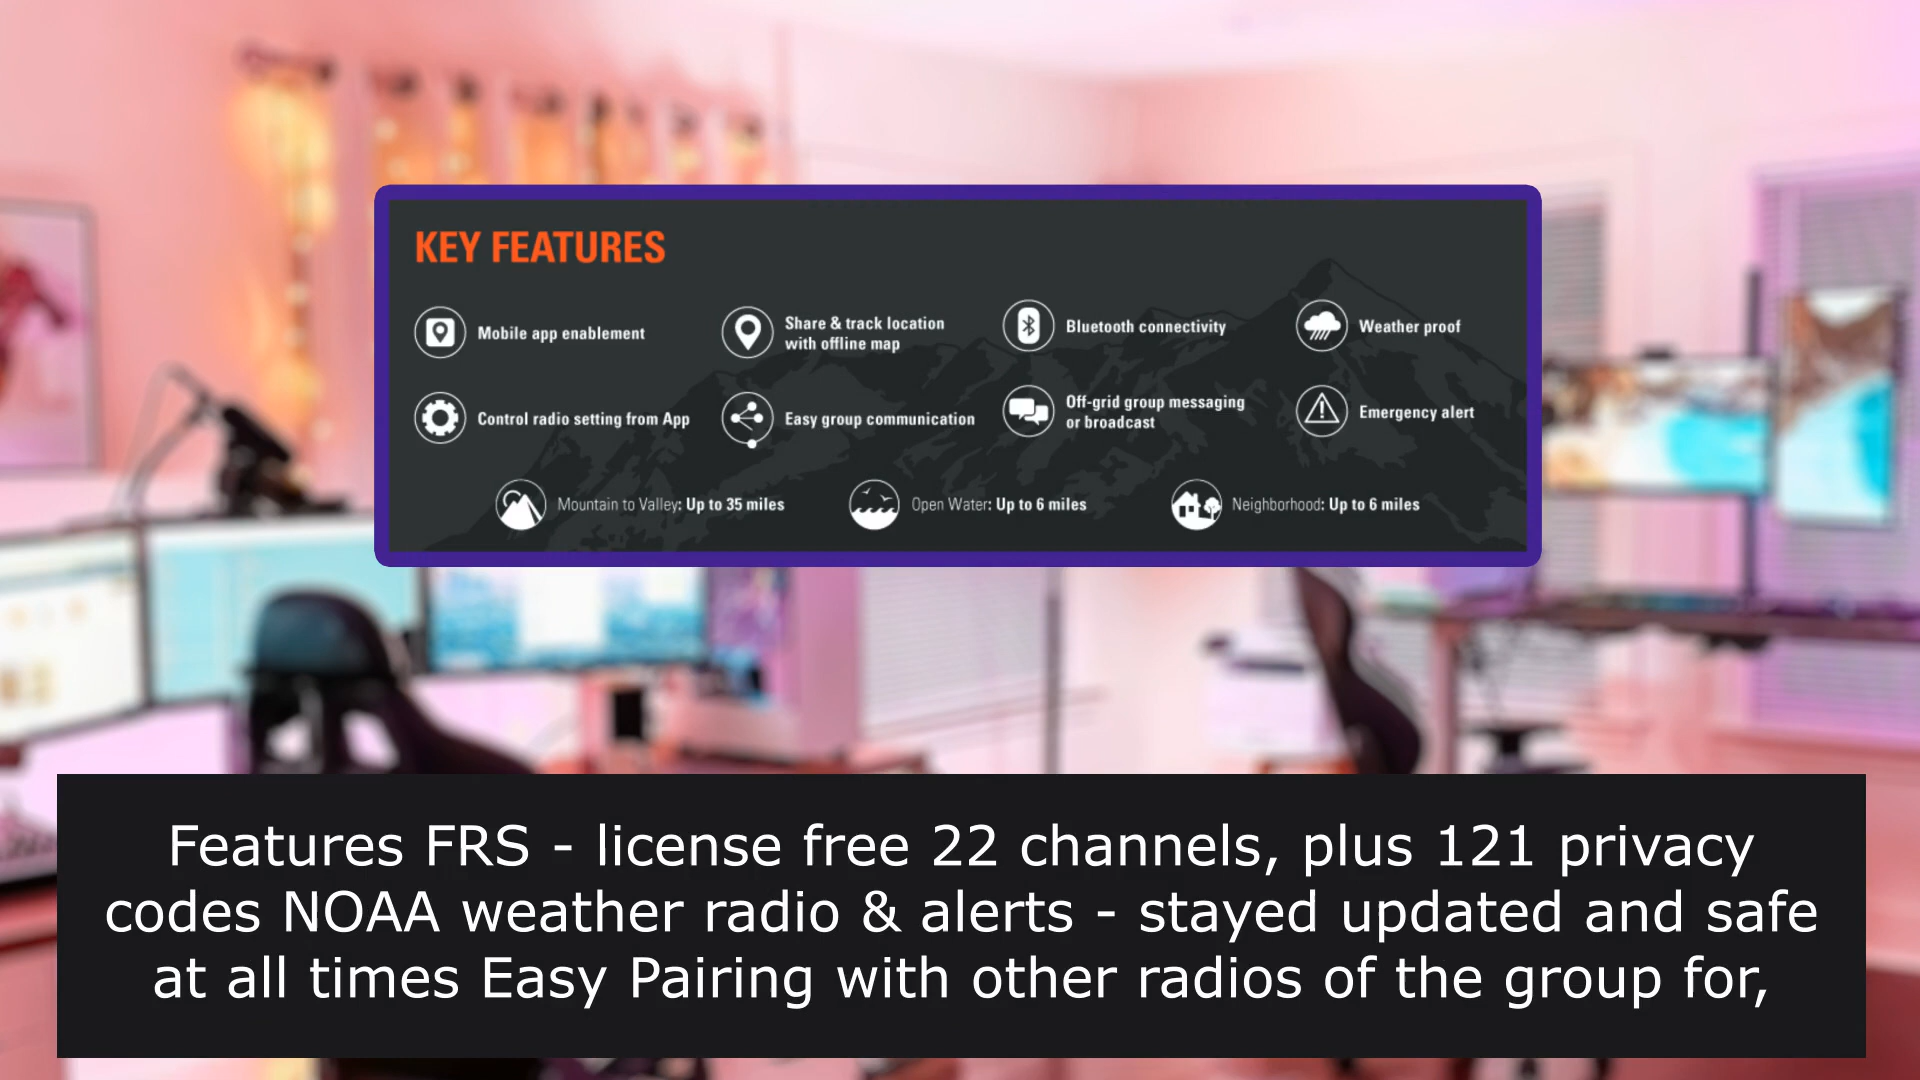 KEY FEATURES
Mobile app enablement
Share & track location
with offline map
Bluetooth connectivity
Weather proof
Control radio setting from App
Easy group communication
Off-grid group messaging
or broadcast
Emergency alert
Mountain to Valley: Up to 35 miles
Open Water: Up to 6 miles
Neighborhood: Up to 6 miles
Features FRS - license free 22 channels, plus 121 privacy
codes NOAA weather radio & alerts - stayed updated and safe
at all times Easy Pairing with other radios of the group for,